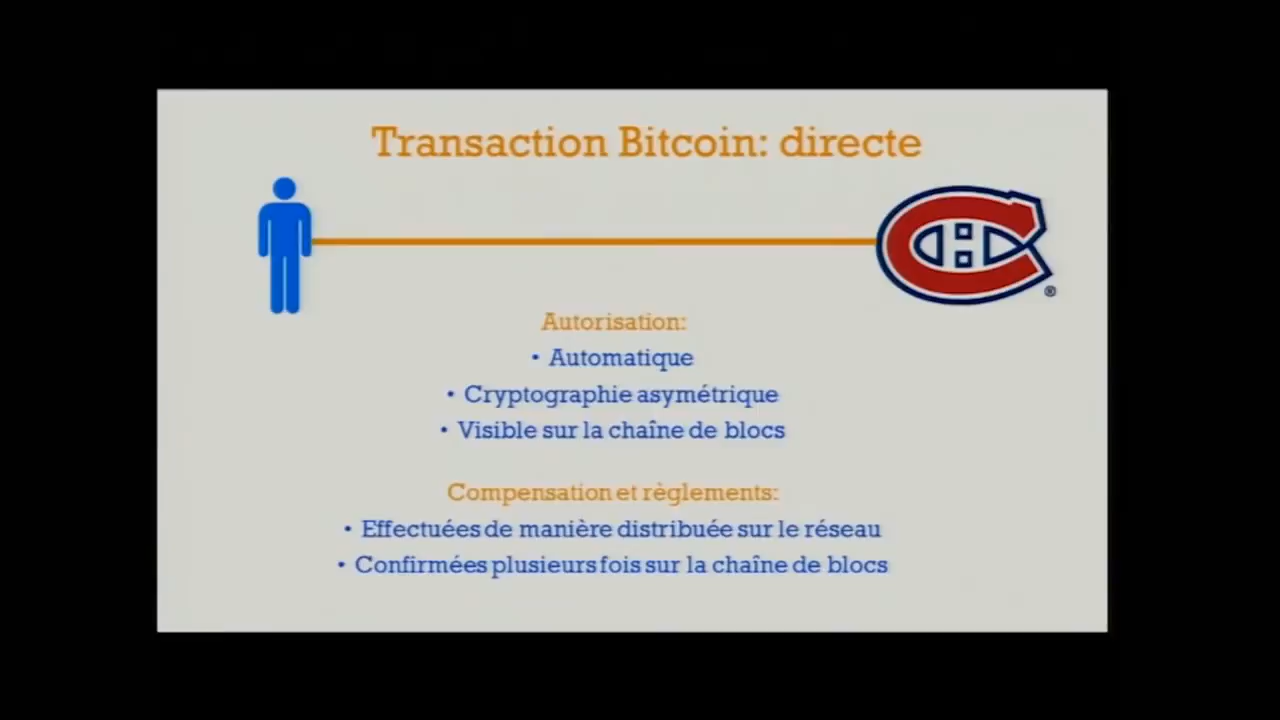 Transaction Bitcoin: directe
®
Autorisation:
• Automatique
• Cryptographie asymétrique
• Visible sur la chaîne de blocs
Compensation et règlements:
• Effectuées de manière distribuée sur le réseau
• Confirmées plusieurs fois sur la chaîne de blocs